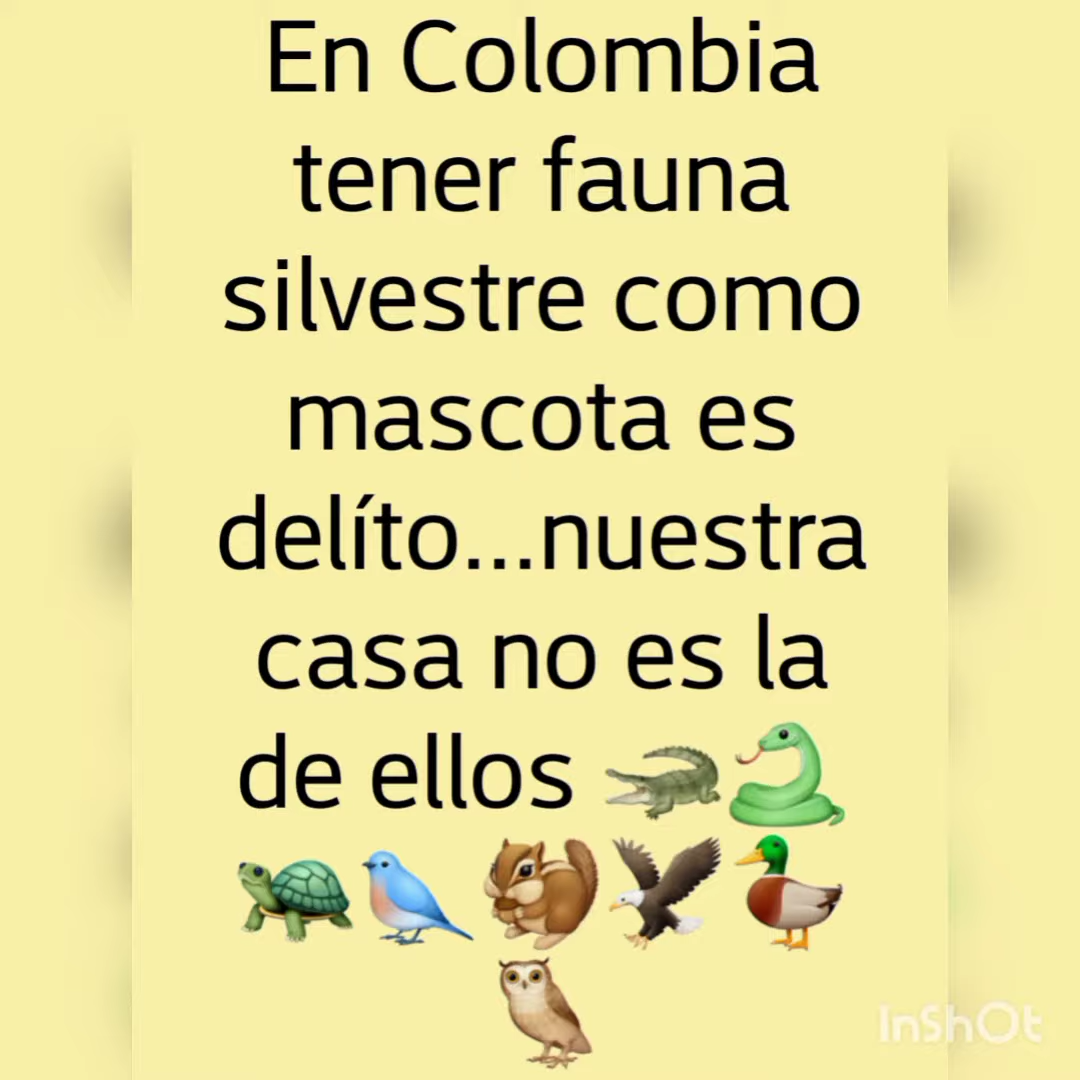 En Colombia
tener fauna
silvestre como
mascota es
delíto...nuestra
casa no es la
de ellos 🐊🐍
🐢🐦🐿️🦅🦆
🦉
InShOt